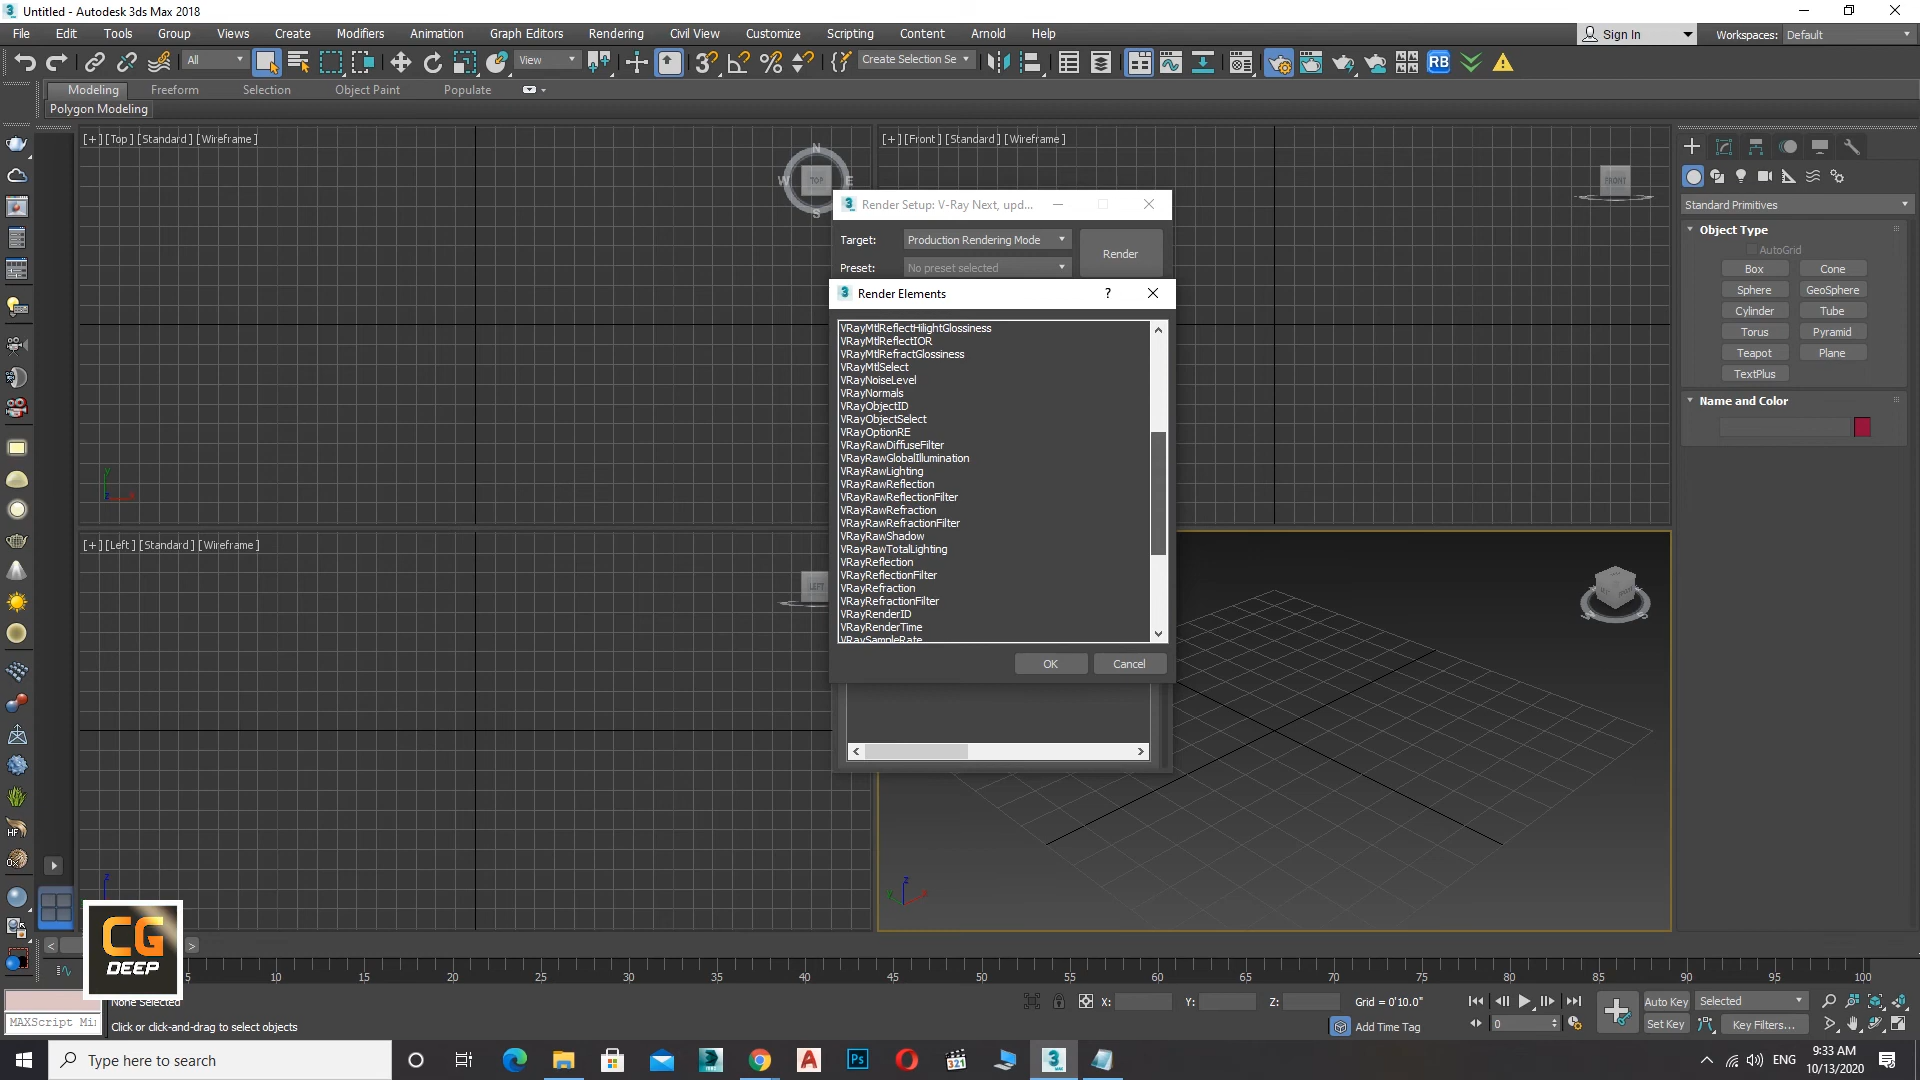 Untitled - Autodesk 3ds Max 2018
File Edit Tools Group Views Create Modifiers Animation Graph Editors Rendering Civil View Customize Scripting Content Arnold Help
Sign In
Workspaces: Default
All
View
Create Selection Se
RB
Modeling Freeform Selection Object Paint Populate
Polygon Modeling
[+] [Top] [Standard] [Wireframe]
[+] [Front] [Standard] [Wireframe]
N
W TOP E
S
FRONT
Standard Primitives
Object Type
AutoGrid
Box Cone
Sphere GeoSphere
Cylinder Tube
Torus Pyramid
Teapot Plane
TextPlus
Name and Color
Render Setup: V-Ray Next, upd...
Target: Production Rendering Mode
Render
Preset: No preset selected
Render Elements
?
VRayMtlReflectHilightGlossiness
VRayMtlReflectIOR
VRayMtlRefractGlossiness
VRayMtlSelect
VRayNoiseLevel
VRayNormals
VRayObjectID
VRayObjectSelect
VRayOptionRE
VRayRawDiffuseFilter
VRayRawGlobalIllumination
VRayRawLighting
VRayRawReflection
VRayRawReflectionFilter
VRayRawRefraction
VRayRawRefractionFilter
VRayRawShadow
VRayRawTotalLighting
VRayReflection
VRayReflectionFilter
VRayRefraction
VRayRefractionFilter
VRayRenderID
VRayRenderTime
VRaySampleRate
OK Cancel
[+] [Left] [Standard] [Wireframe]
LEFT
CG
DEEP
5 10 15 20 25 30 35 40 45 50 55 60 65 70 75 80 85 90 95 100
None Selected
MAXScript Mi
Click or click-and-drag to select objects
X: Y: Z: Grid = 0'10.0"
Add Time Tag
0
Auto Key Selected
Set Key Key Filters...
Type here to search
ENG
9:33 AM
10/13/2020